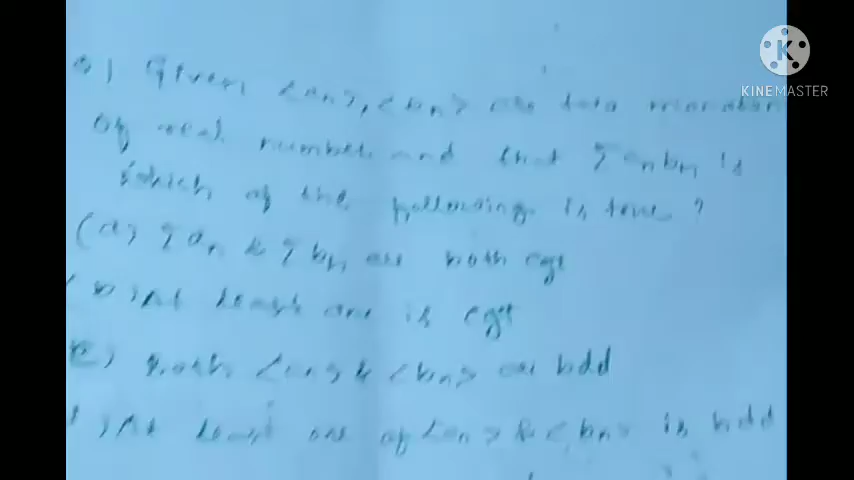 Q) Given <an>, <bn> are two monoton
of real number and that Σ anbn is
which of the following is true ?
(a) Σ an & Σ bn are both cgt
(b) At least one is cgt
(c) both <an> & <bn> are bdd
) At least one of <an> & <bn> is bdd
KINEMASTER